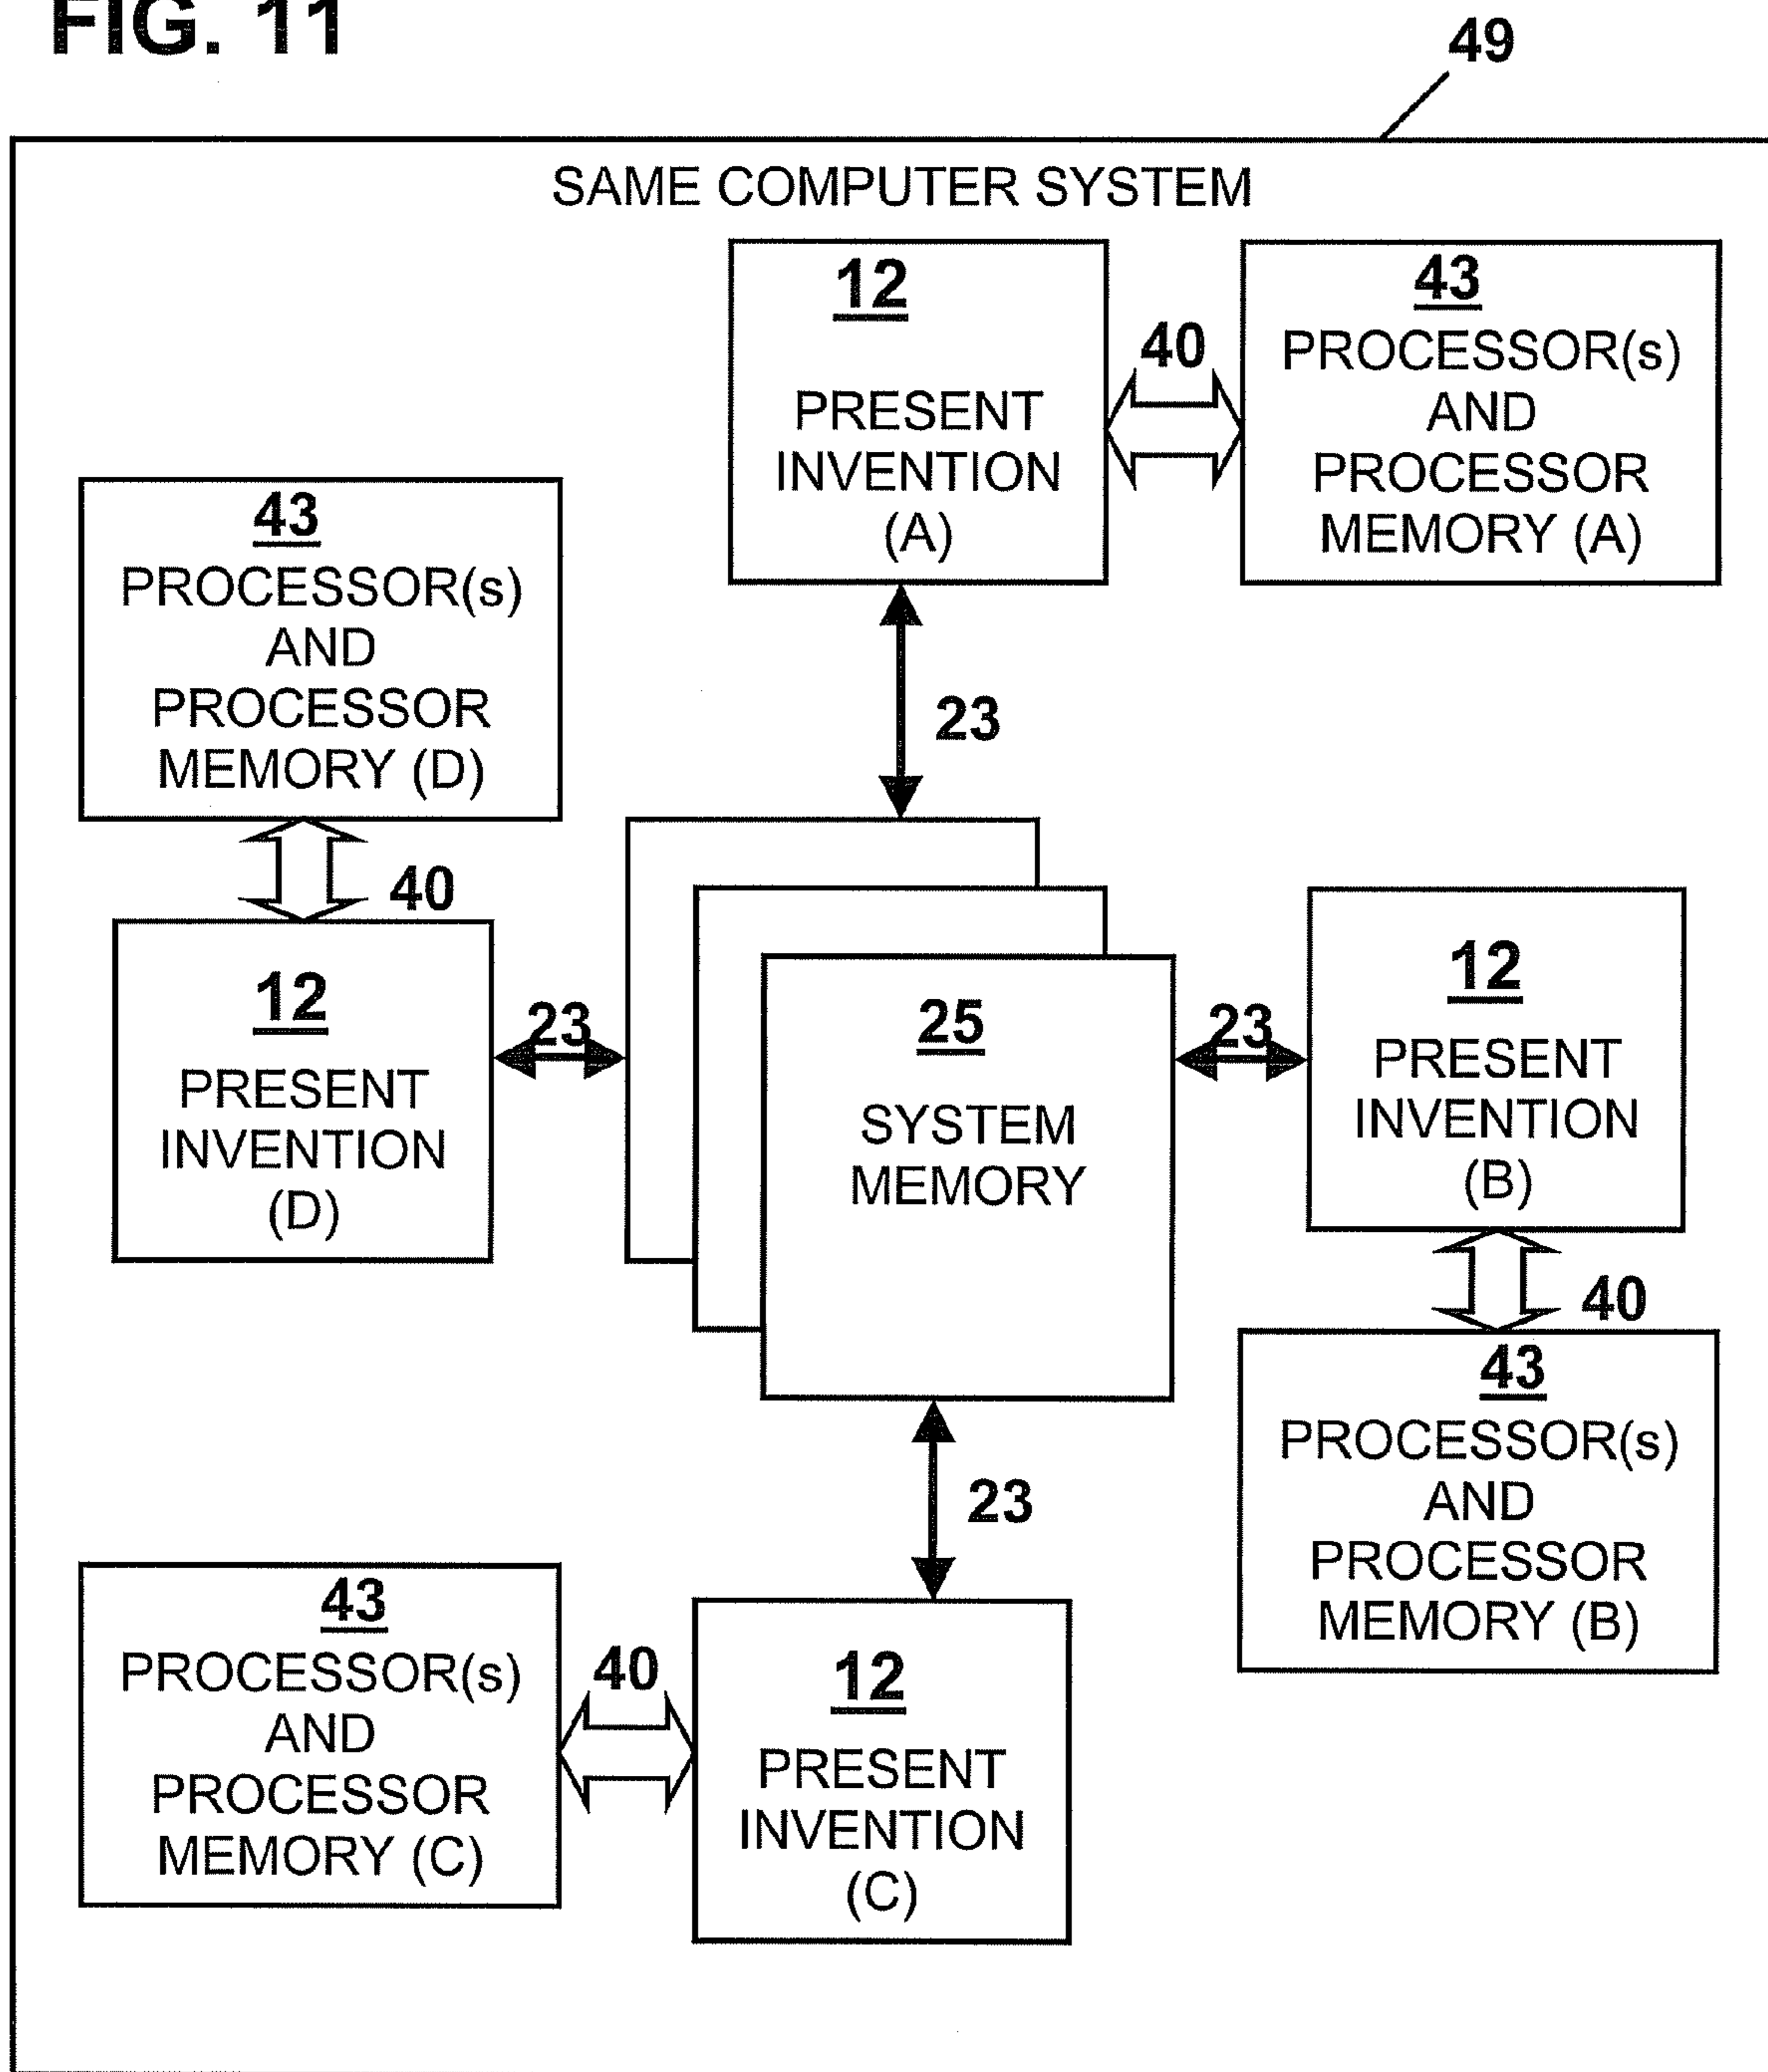 FIG. 11
49
SAME COMPUTER SYSTEM
12
PRESENT
INVENTION
(A)
40
43
PROCESSOR(s)
AND
PROCESSOR
MEMORY (A)
43
PROCESSOR(s)
AND
PROCESSOR
MEMORY (D)
23
40
12
PRESENT
INVENTION
(D)
23
25
SYSTEM
MEMORY
23
12
PRESENT
INVENTION
(B)
40
43
PROCESSOR(s)
AND
PROCESSOR
MEMORY (B)
23
43
PROCESSOR(s)
AND
PROCESSOR
MEMORY (C)
40
12
PRESENT
INVENTION
(C)